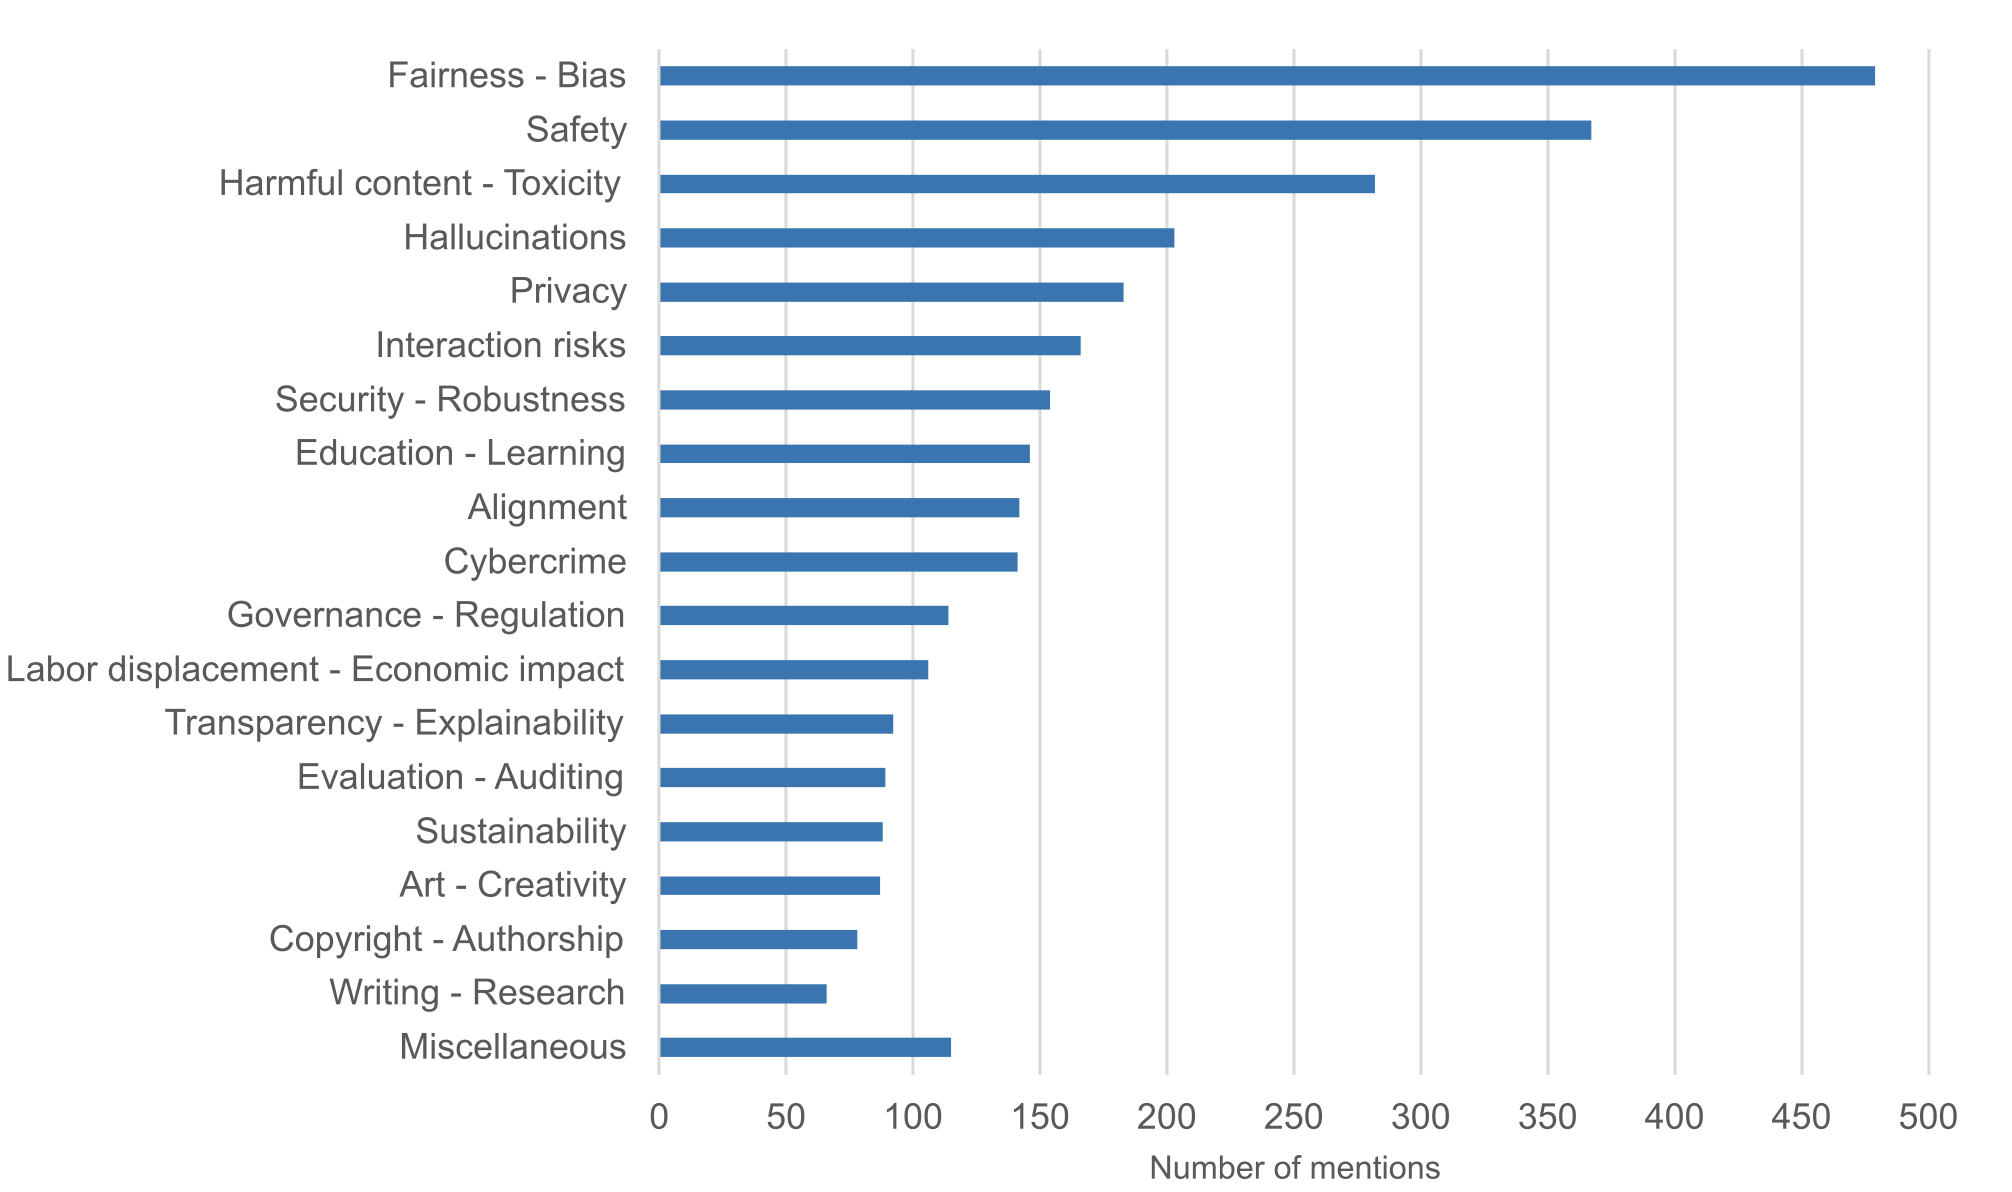 Fairness - Bias
Safety
Harmful content - Toxicity
Hallucinations
Privacy
Interaction risks
Security - Robustness
Education - Learning
Alignment
Cybercrime
Governance - Regulation
Labor displacement - Economic impact
Transparency - Explainability
Evaluation - Auditing
Sustainability
Art - Creativity
Copyright - Authorship
Writing - Research
Miscellaneous
0 50 100 150 200 250 300 350 400 450 500
Number of mentions